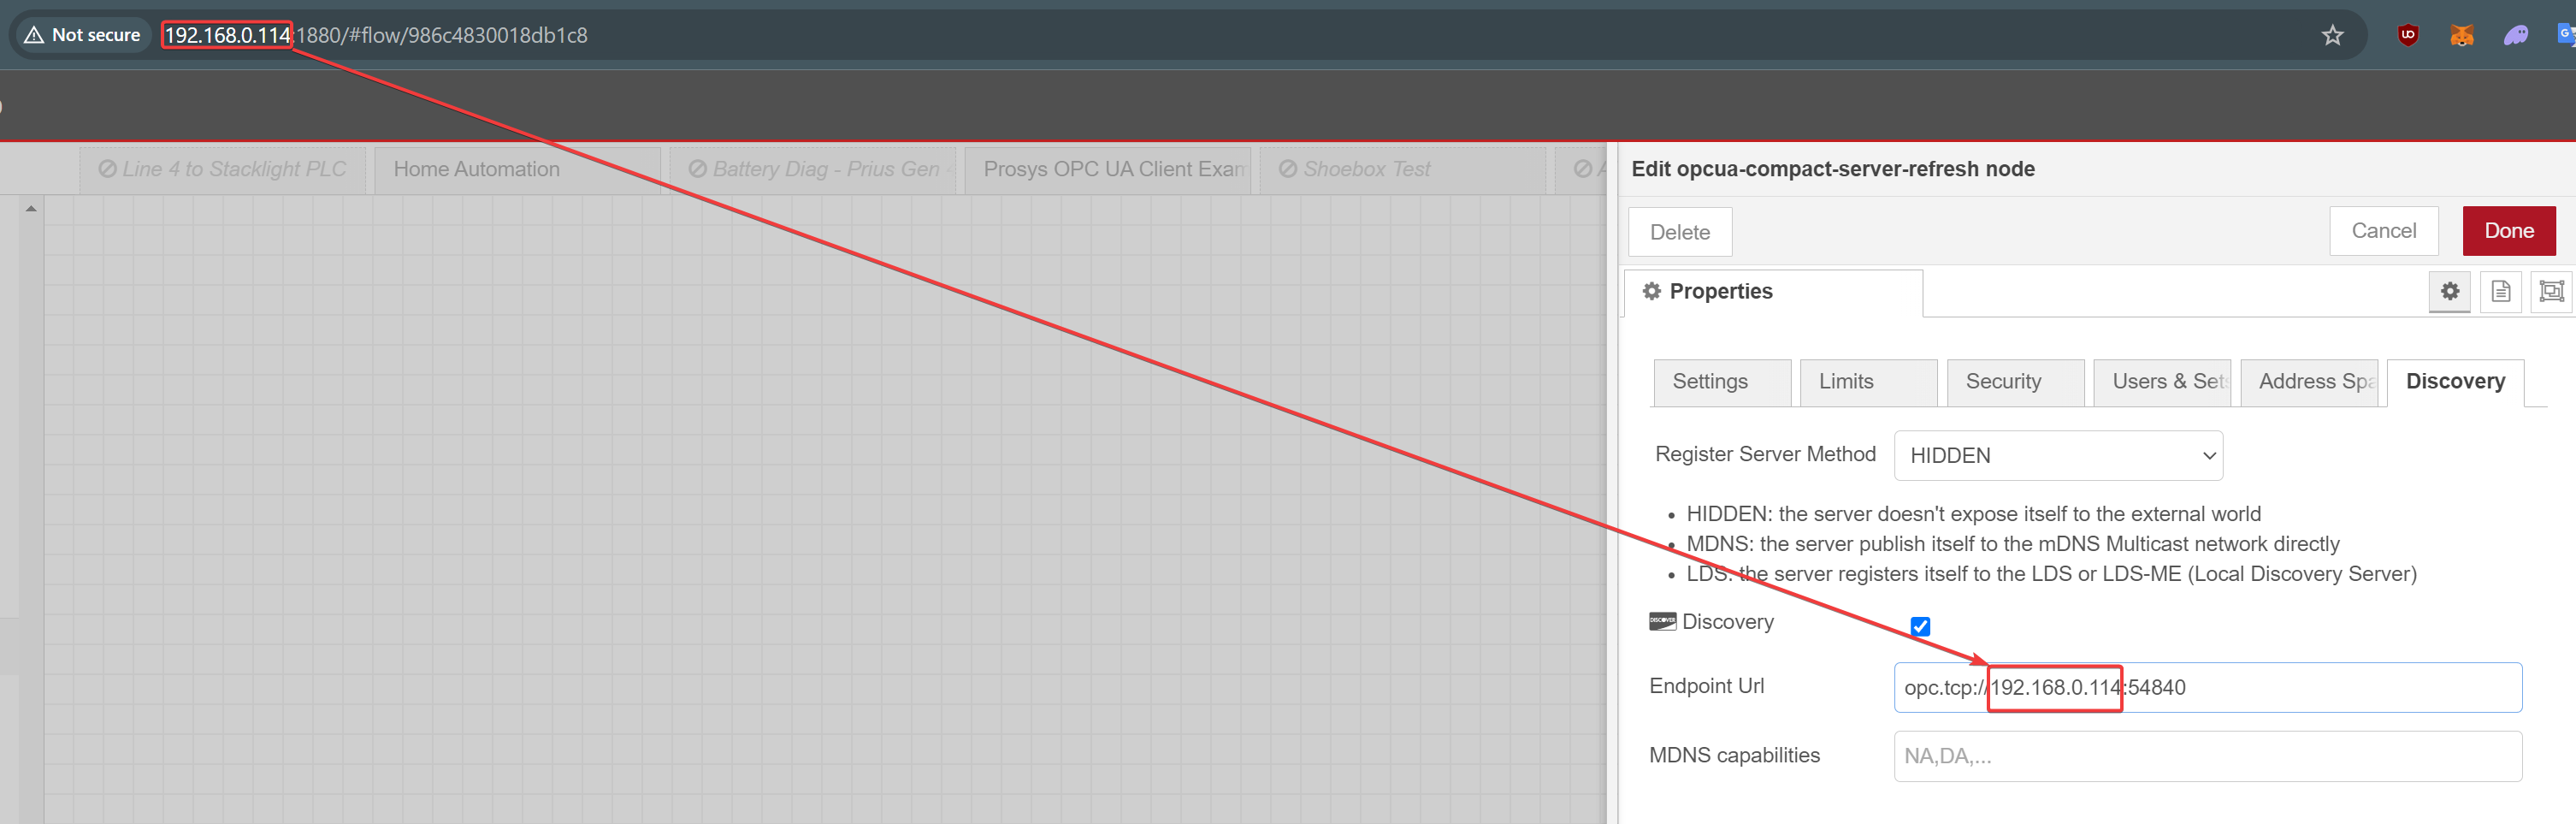 Not secure 192.168.0.114:1880/#flow/986c4830018db1c8
Line 4 to Stacklight PLC
Home Automation
Battery Diag - Prius Gen 4
Prosys OPC UA Client Exam
Shoebox Test
A
Edit opcua-compact-server-refresh node
Delete
Cancel
Done
Properties
Settings
Limits
Security
Users & Sets
Address Spa
Discovery
Register Server Method
HIDDEN
• HIDDEN: the server doesn't expose itself to the external world
• MDNS: the server publish itself to the mDNS Multicast network directly
• LDS: the server registers itself to the LDS or LDS-ME (Local Discovery Server)
DISCOVER Discovery
Endpoint Url
opc.tcp://192.168.0.114:54840
MDNS capabilities
NA,DA,...